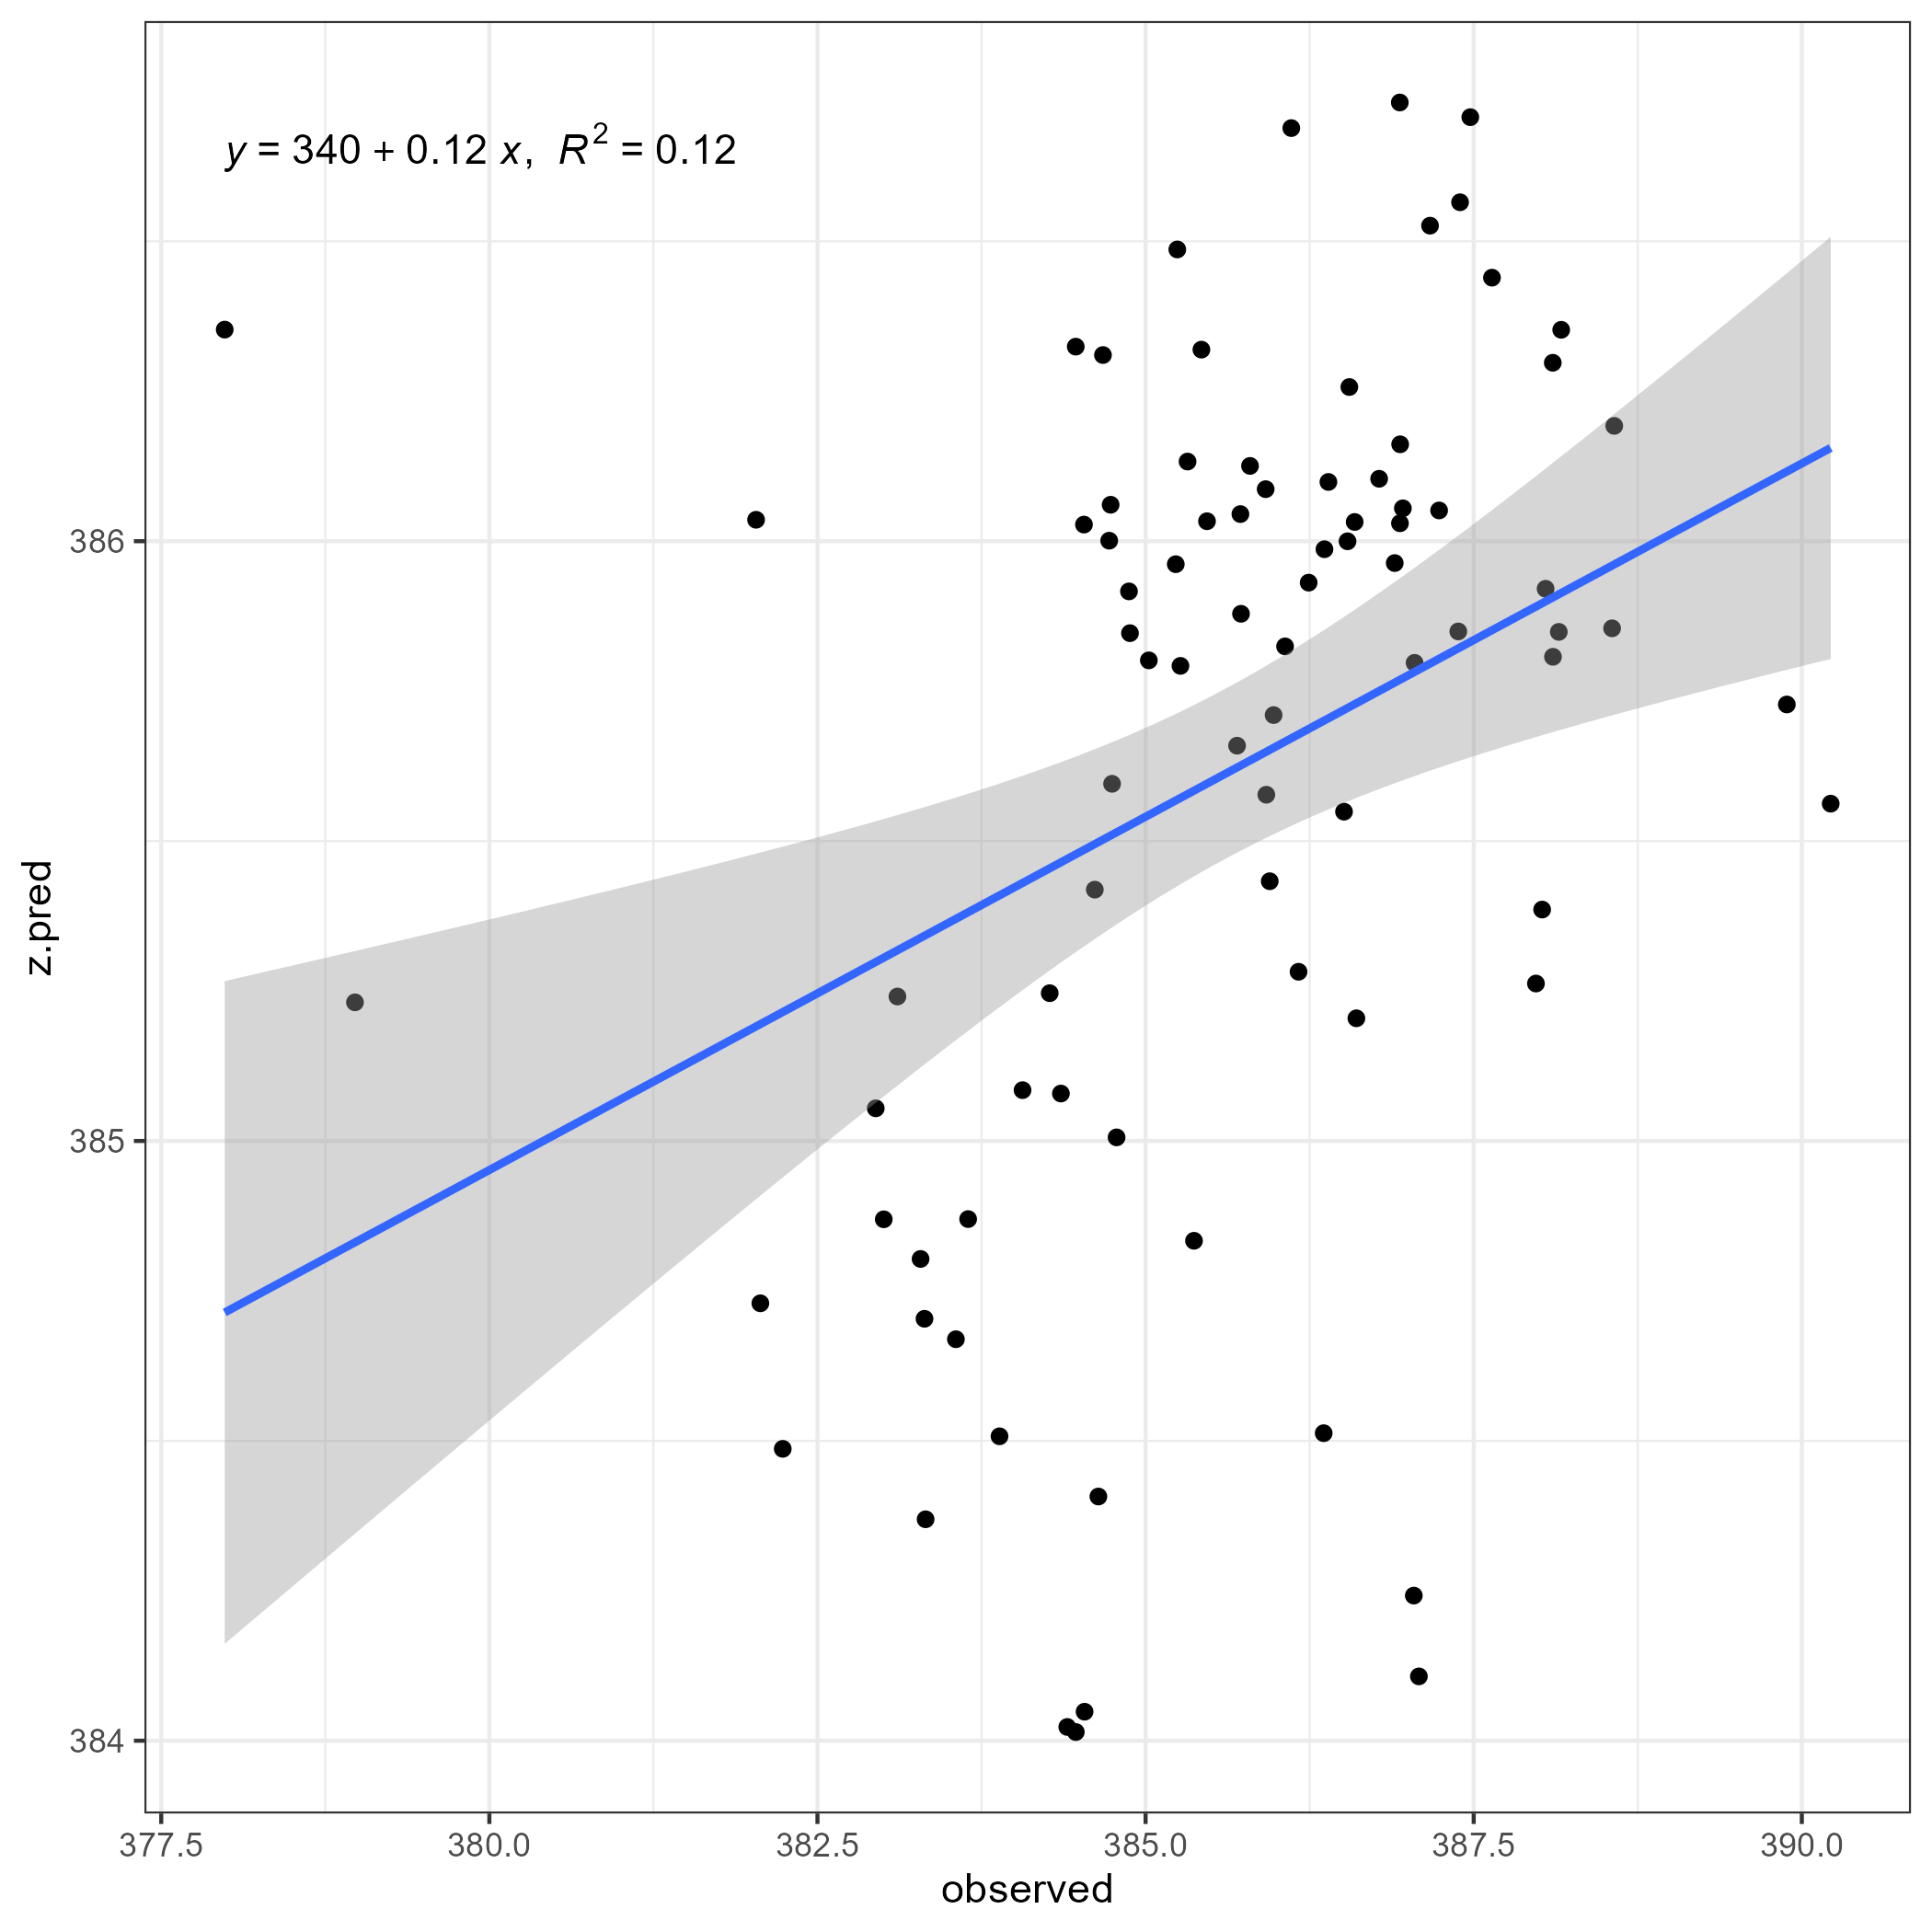 y = 340 + 0.12 x, R² = 0.12
z.pred
386
385
384
377.5 380.0 382.5 385.0 387.5 390.0
observed